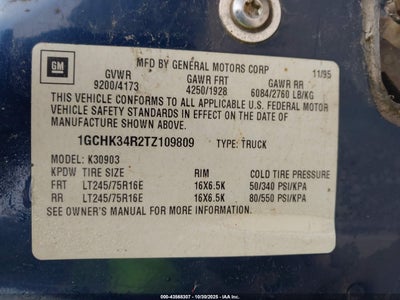 GM
MFD BY GENERAL MOTORS CORP 11/95
GVWR GAWR FRT GAWR RR
9200/4173 4250/1928 6084/2760 LB/KG
THIS VEHICLE CONFORMS TO ALL APPLICABLE U.S. FEDERAL MOTOR
VEHICLE SAFETY STANDARDS IN EFFECT ON THE DATE OF
MANUFACTURE SHOWN ABOVE.
1GCHK34R2TZ109809 TYPE: TRUCK
MODEL: K30903
KPDW TIRE SIZE RIM COLD TIRE PRESSURE
FRT LT245/75R16E 16X6.5K 50/340 PSI/KPA
RR LT245/75R16E 16X6.5K 80/550 PSI/KPA
SEE OWNER'S MANUAL FOR ADDITIONAL INFORMATION.
000-43588307 - 10/30/2025 - IAA Inc.